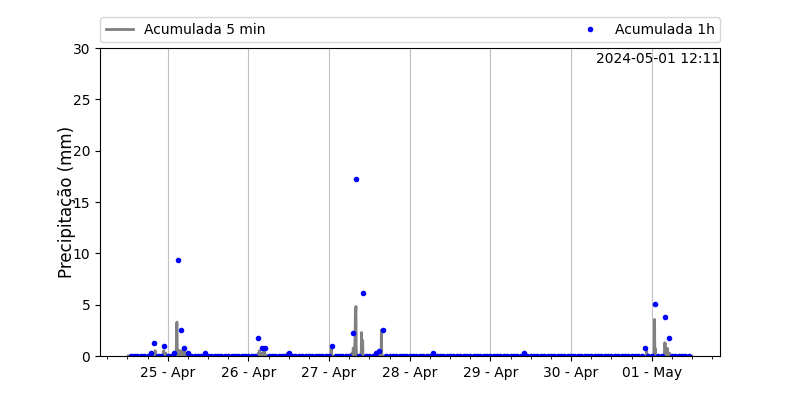 Acumulada 5 min
Acumulada 1h
2024-05-01 12:11
Precipitação (mm)
30
25
20
15
10
5
0
25 - Apr
26 - Apr
27 - Apr
28 - Apr
29 - Apr
30 - Apr
01 - May